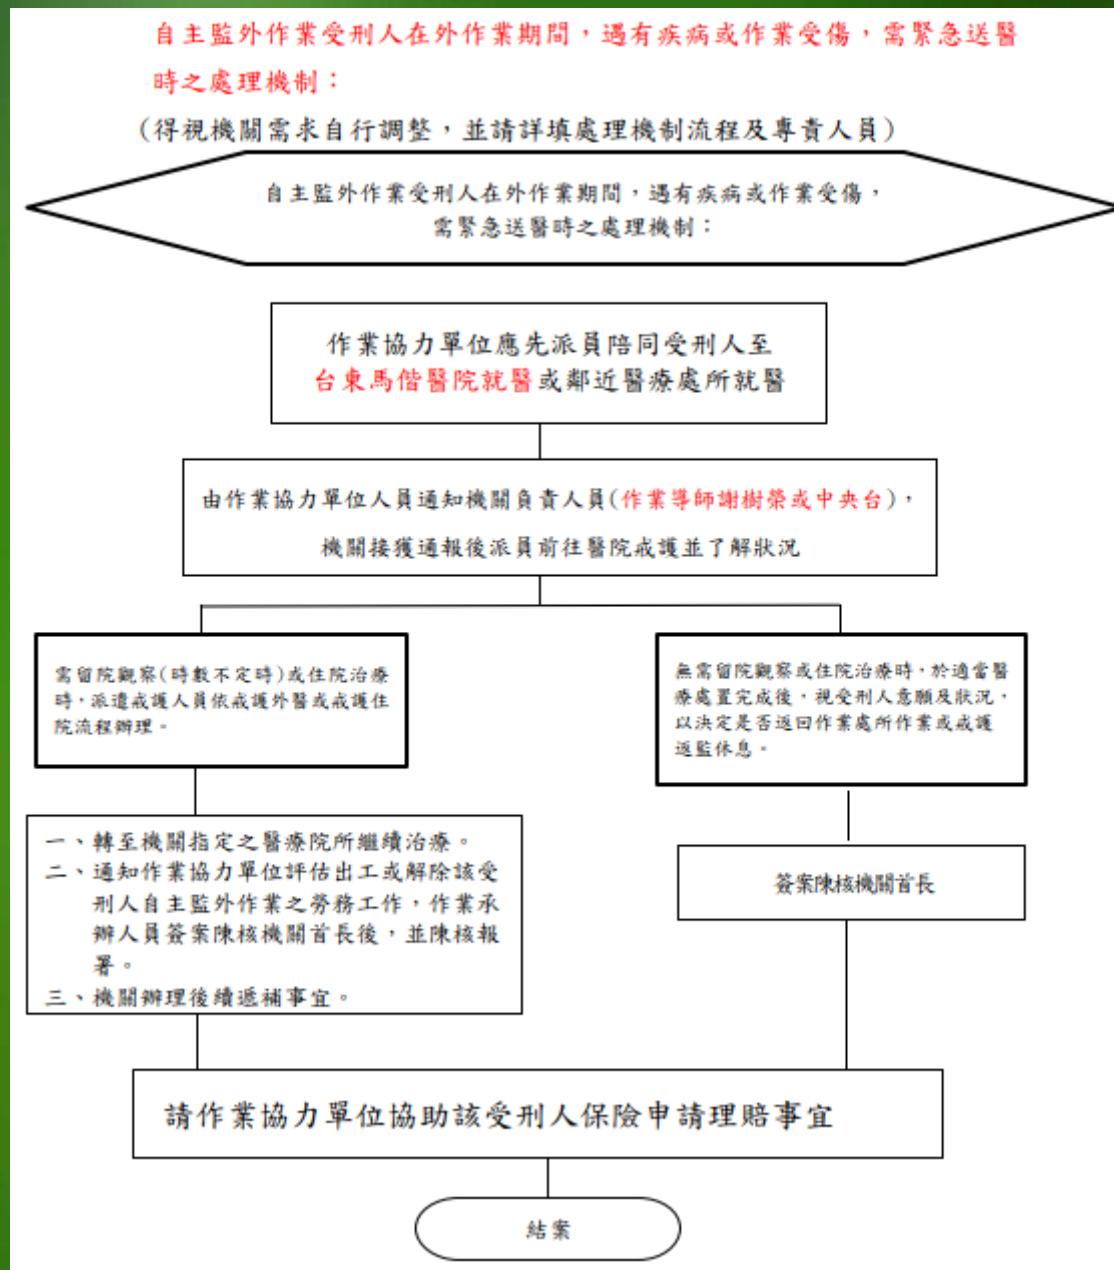 自主監外作業受刑人在外作業期間，遇有疾病或作業受傷，需緊急送醫
時之處理機制：
(得視機關需求自行調整，並請詳填處理機制流程及專責人員)
自主監外作業受刑人在外作業期間，遇有疾病或作業受傷，
需緊急送醫時之處理機制：
作業協力單位應先派員陪同受刑人至
台東馬偕醫院就醫或鄰近醫療處所就醫
由作業協力單位人員通知機關負責人員(作業導師謝樹榮或中央台)，
機關接獲通報後派員前往醫院戒護並了解狀況
需留院觀察(時數不定時)或住院治療
時，派遣戒護人員依戒護外醫或戒護住
院流程辦理。
無需留院觀察或住院治療時，於適當醫
療處置完成後，視受刑人意願及狀況，
以決定是否返回作業處所作業或戒護
返監休息。
一、轉至機關指定之醫療院所繼續治療。
二、通知作業協力單位評估出工或解除該受
刑人自主監外作業之勞務工作，作業承
辦人員簽案陳核機關首長後，並陳核報
署。
三、機關辦理後續遞補事宜。
簽案陳核機關首長
請作業協力單位協助該受刑人保險申請理賠事宜
結案